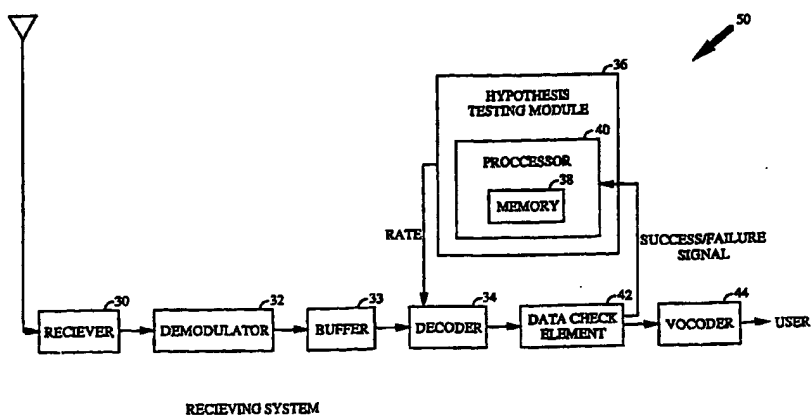 50
36
HYPOTHESIS
TESTING MODULE
40
PROCCESSOR
38
MEMORY
RATE
SUCCESS/FAILURE
SIGNAL
30
RECIEVER
32
DEMODULATOR
33
BUFFER
34
DECODER
42
DATA CHECK
ELEMENT
44
VOCODER
USER
RECIEVING SYSTEM